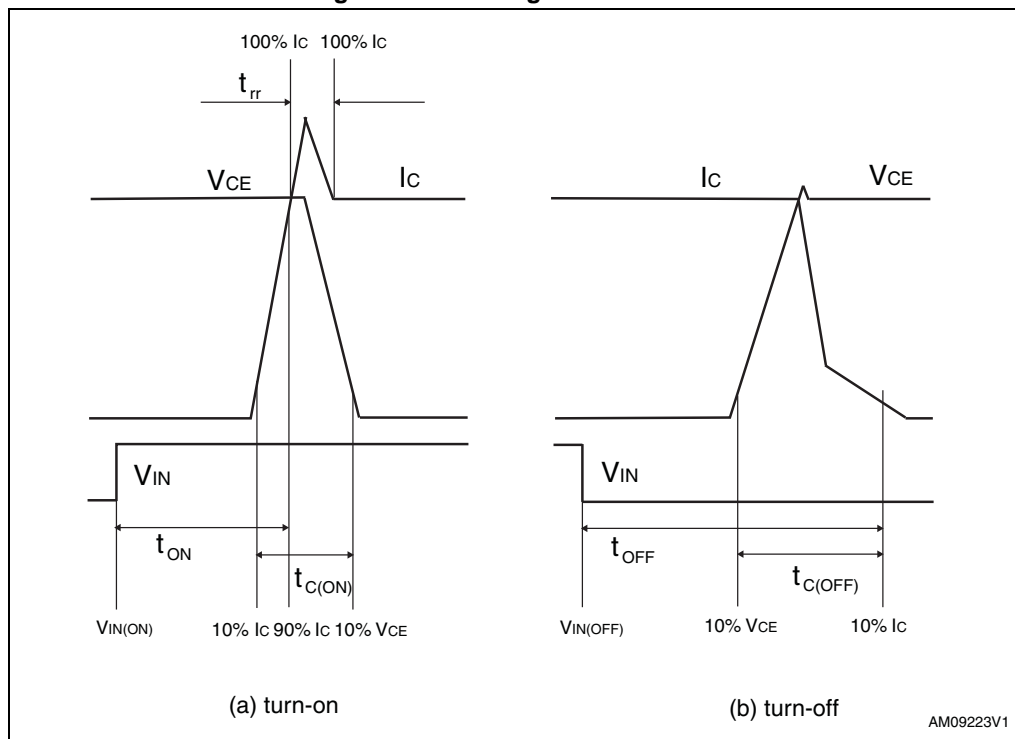 100% IC 100% IC
trr
VCE IC
IC VCE
VIN
VIN
tON
tC(ON)
tOFF
tC(OFF)
VIN(ON) 10% IC 90% IC 10% VCE
VIN(OFF) 10% VCE 10% IC
(a) turn-on
(b) turn-off
AM09223V1